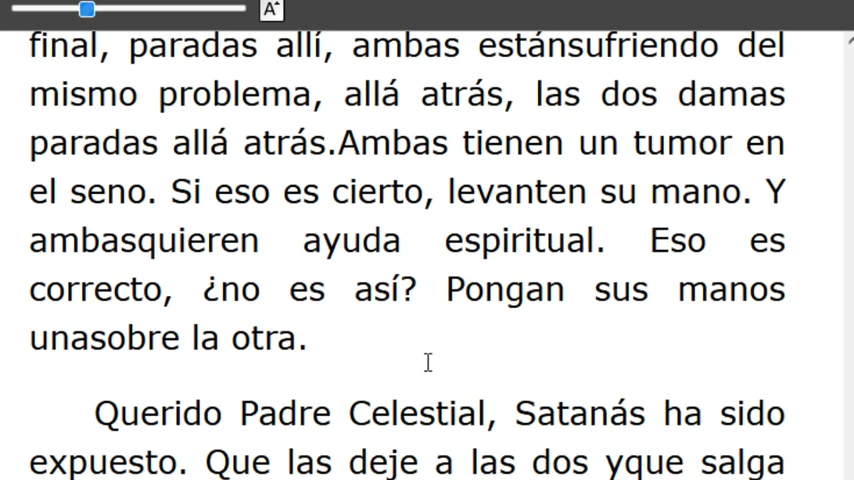 A
final, paradas allí, ambas estánsufriendo del
mismo problema, allá atrás, las dos damas
paradas allá atrás.Ambas tienen un tumor en
el seno. Si eso es cierto, levanten su mano. Y
ambasquieren ayuda espiritual. Eso es
correcto, ¿no es así? Pongan sus manos
unasobre la otra.
Querido Padre Celestial, Satanás ha sido
expuesto. Que las deje a las dos yque salga